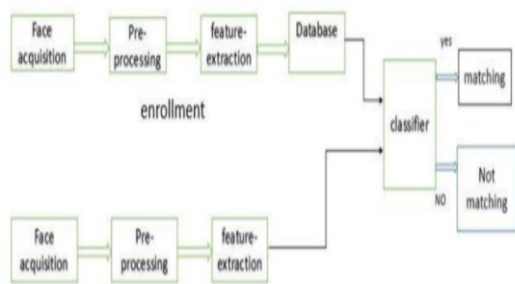 Face
acquisition
Pre-
processing
feature-
extraction
Database
enrollment
classifier
yes
matching
NO
Not
matching
Face
acquisition
Pre-
processing
feature-
extraction